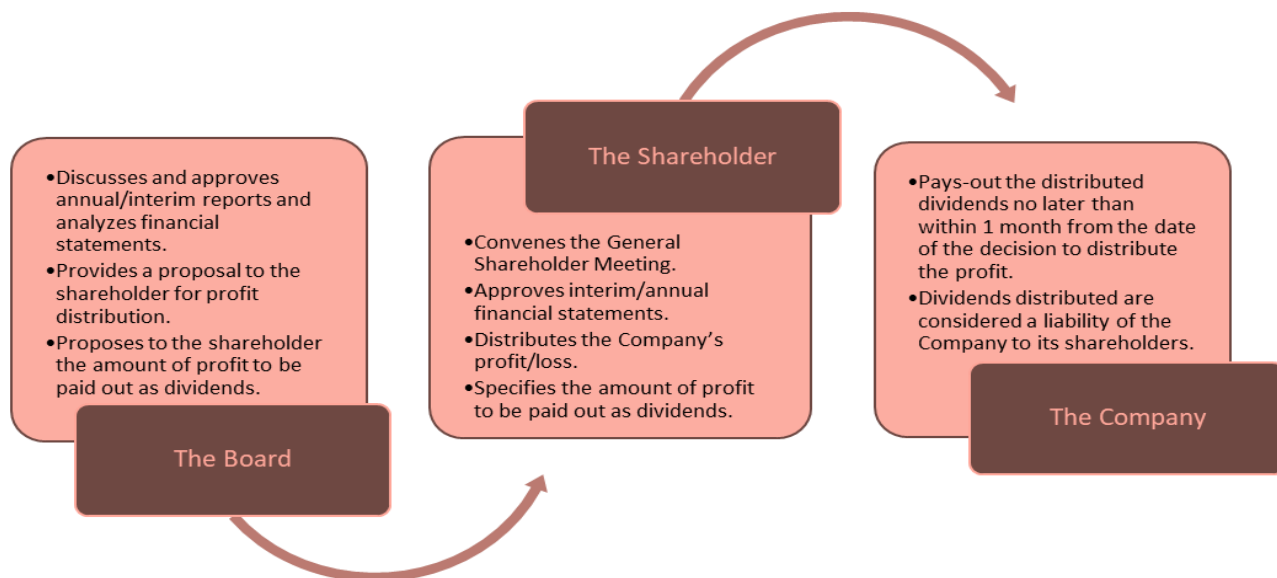 •Discusses and approves
annual/interim reports and
analyzes financial
statements.
•Provides a proposal to the
shareholder for profit
distribution.
•Proposes to the shareholder
the amount of profit to be
paid out as dividends.
The Board
The Shareholder
•Convenes the General
Shareholder Meeting.
•Approves interim/annual
financial statements.
•Distributes the Company’s
profit/loss.
•Specifies the amount of profit
to be paid out as dividends.
•Pays-out the distributed
dividends no later than
within 1 month from the date
of the decision to distribute
the profit.
•Dividends distributed are
considered a liability of the
Company to its shareholders.
The Company